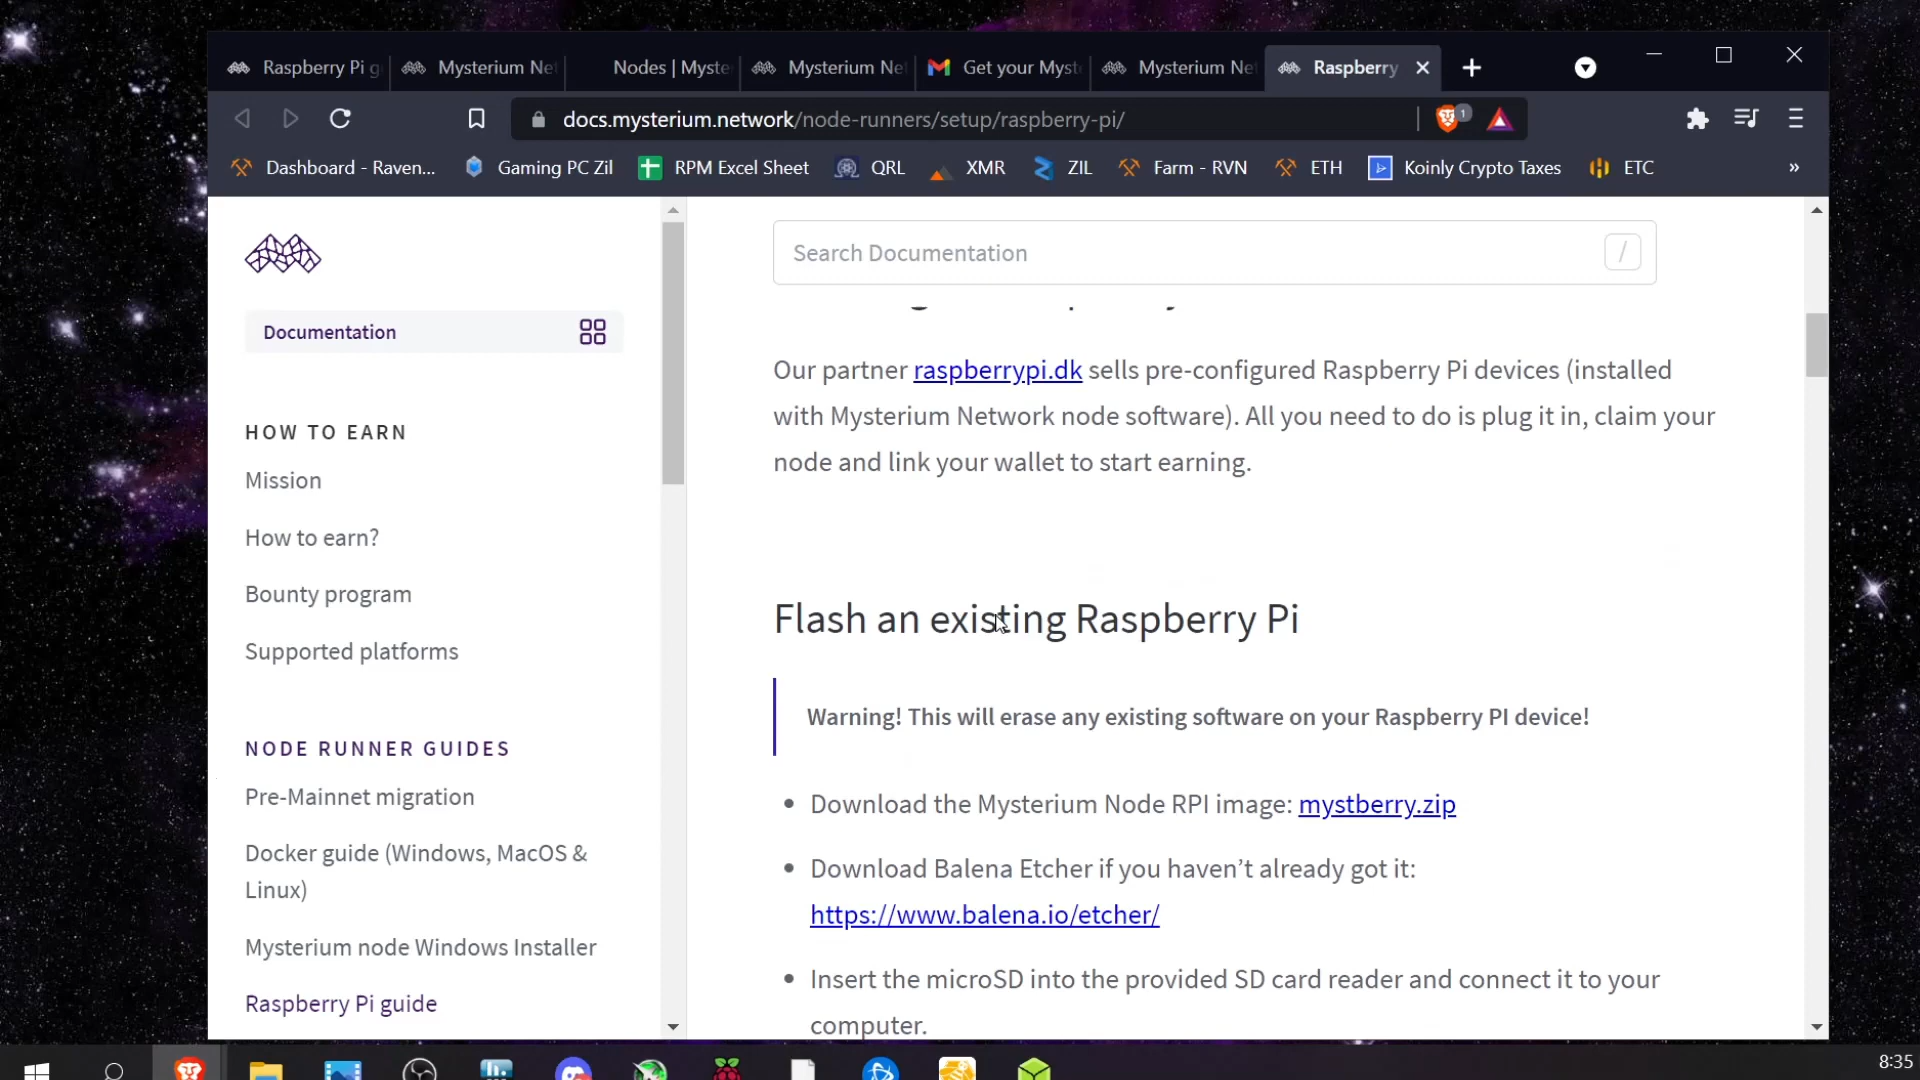 Raspberry Pi g
Mysterium Net
Nodes | Myste
Mysterium Net
Get your Myst
Mysterium Net
Raspberry
docs.mysterium.network/node-runners/setup/raspberry-pi/
1
Dashboard - Raven...
Gaming PC Zil
RPM Excel Sheet
QRL
XMR
ZIL
Farm - RVN
ETH
Koinly Crypto Taxes
ETC
»
Documentation
HOW TO EARN
Mission
How to earn?
Bounty program
Supported platforms
NODE RUNNER GUIDES
Pre-Mainnet migration
Docker guide (Windows, MacOS &
Linux)
Mysterium node Windows Installer
Raspberry Pi guide
Search Documentation
/
Our partner raspberrypi.dk sells pre-configured Raspberry Pi devices (installed
with Mysterium Network node software). All you need to do is plug it in, claim your
node and link your wallet to start earning.
Flash an existing Raspberry Pi
Warning! This will erase any existing software on your Raspberry PI device!
Download the Mysterium Node RPI image: mystberry.zip
Download Balena Etcher if you haven’t already got it:
https://www.balena.io/etcher/
Insert the microSD into the provided SD card reader and connect it to your
computer.
8:35